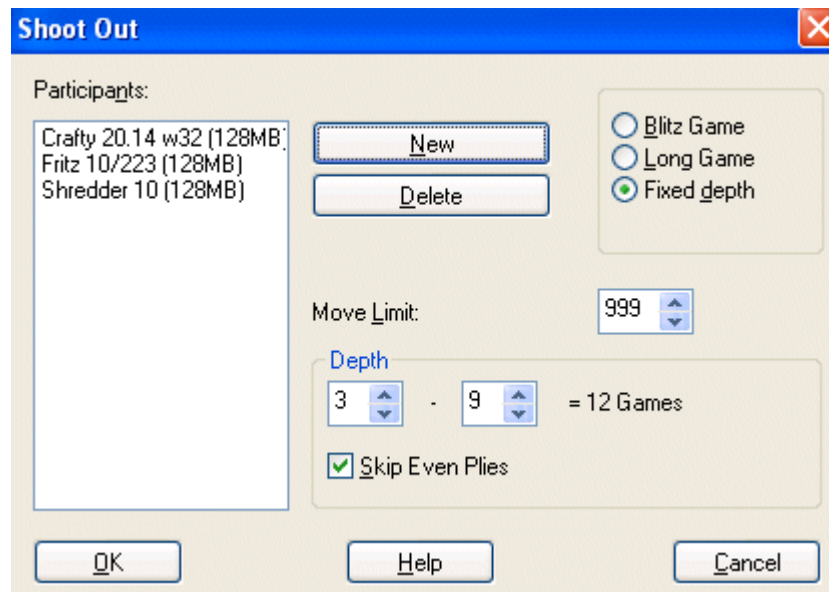 Shoot Out
Participants:
Crafty 20.14 w32 (128MB)
Fritz 10/223 (128MB)
Shredder 10 (128MB)
New
Delete
Blitz Game
Long Game
Fixed depth
Move Limit:
999
Depth
3 - 9 = 12 Games
Skip Even Plies
OK
Help
Cancel